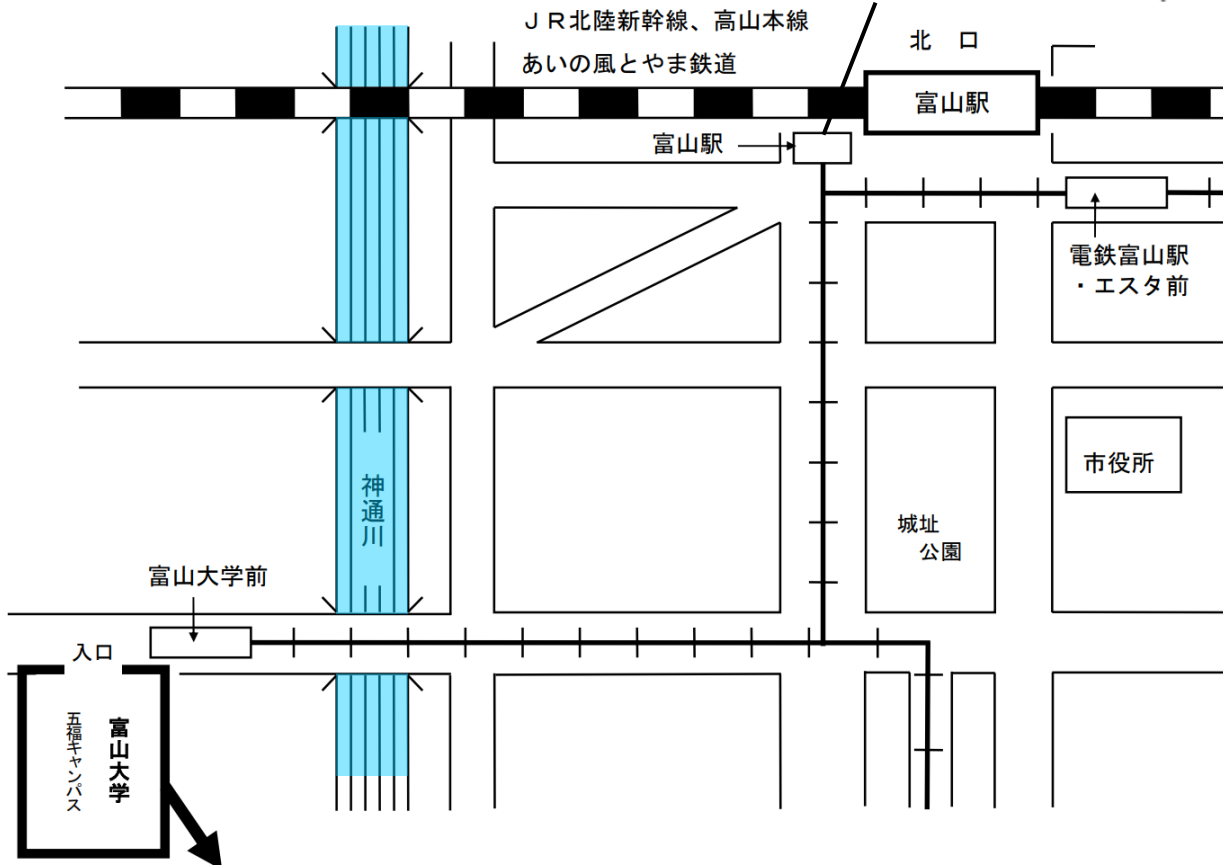 ＪＲ北陸新幹線、高山本線
あいの風とやま鉄道
北　口
富山駅
富山駅
電鉄富山駅
・エスタ前
市役所
神通川
城址
公園
富山大学前
入口
富山大学
五福キャンパス